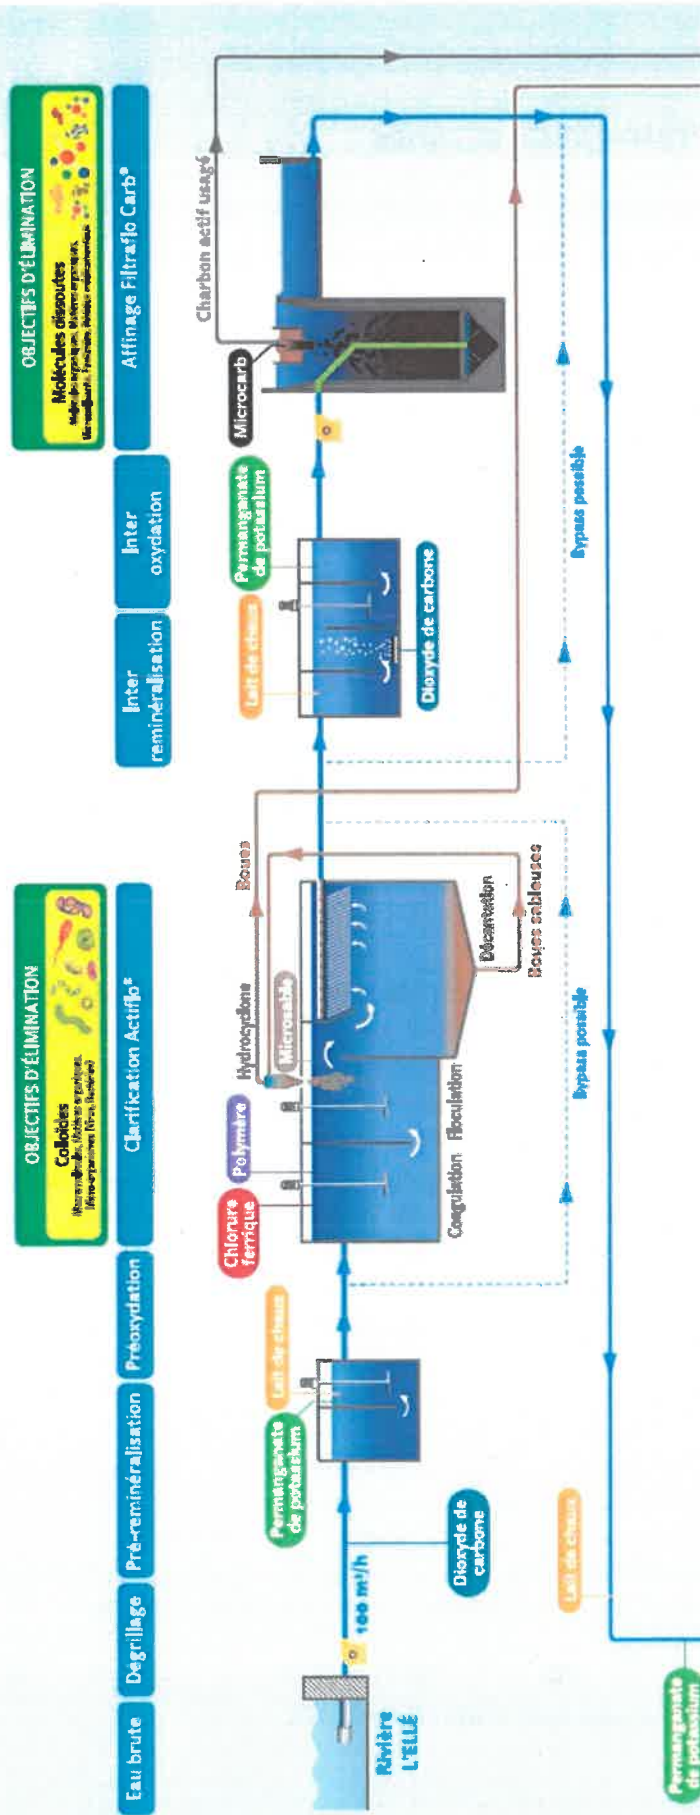 Eau brute
Dégrillage
Pré-reminéralisation
Préoxydation
OBJECTIFS D'ÉLIMINATION
Colloïdes
Clarification Actiflo®
Inter
reminéralisation
Inter
oxydation
OBJECTIFS D'ÉLIMINATION
Molécules dissoutes
Affinage Filtraflo Carb®
Rivière
L'ELLÉ
100 m³/h
Dioxyde de
carbone
Permanganate
de potassium
Lait de chaux
Chlorure
ferrique
Polymère
Hydrocyclone
Microsable
Boues
Coagulation
Floculation
Décantation
Boues sableuses
Bypass possible
Lait de chaux
Permanganate
de potassium
Dioxyde de carbone
Microcarb
Charbon actif usagé
Bypass possible
Lait de chaux
Permanganate
de potassium